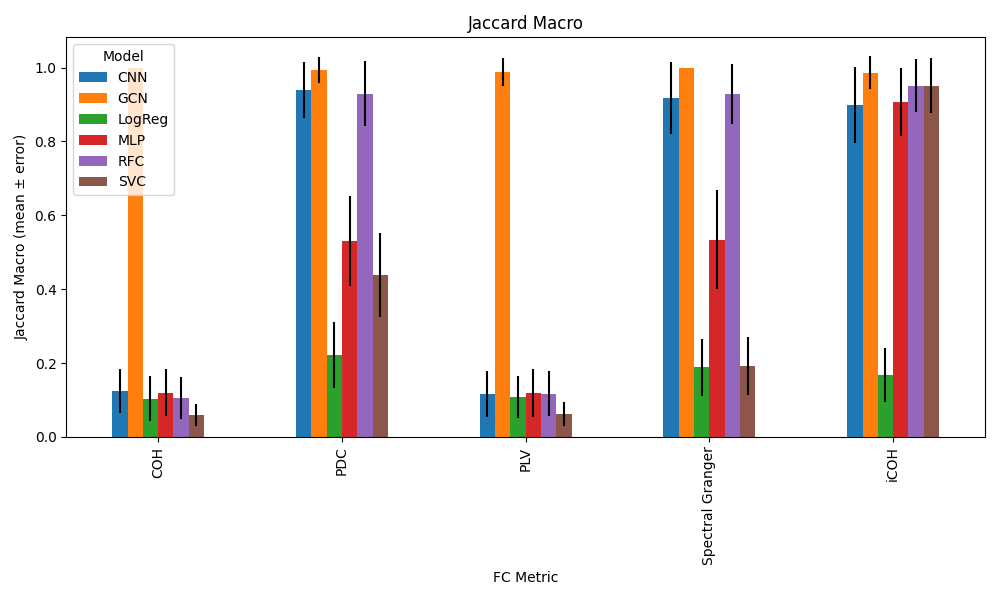 Jaccard Macro
Jaccard Macro (mean ± error)
1.0
0.8
0.6
0.4
0.2
0.0
Model
CNN
GCN
LogReg
MLP
RFC
SVC
COH
PDC
PLV
Spectral Granger
iCOH
FC Metric